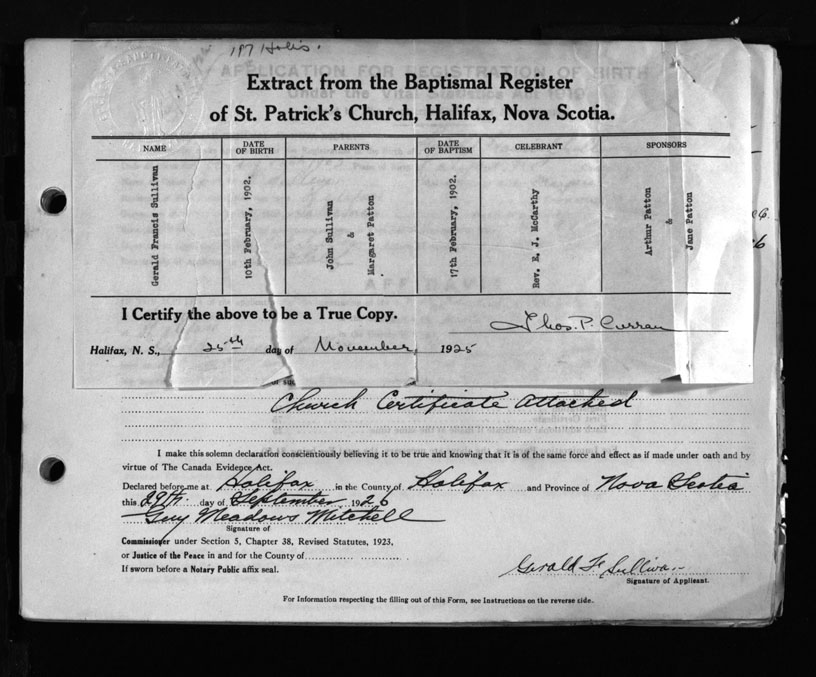 197 Hollis.
Extract from the Baptismal Register
of St. Patrick's Church, Halifax, Nova Scotia.
NAME DATE OF BIRTH PARENTS DATE OF BAPTISM CELEBRANT SPONSORS
Gerald Francis Sullivan
10th February, 1902.
John Sullivan
&
Margaret Patton
17th February, 1902.
Rev. E. J. McCarthy
Arthur Patton
&
Jane Patton
I Certify the above to be a True Copy.
Thos. P. Curran
Halifax, N. S., 25th day of November, 1925
Church Certificate Attached
I make this solemn declaration conscientiously believing it to be true and knowing that it is of the same force and effect as if made under oath and by
virtue of The Canada Evidence Act.
Declared before me at Halifax in the County of Halifax and Province of Nova Scotia
this 29th. day of September 1926
Guy Meadows Mitchell
Signature of
Commissioner under Section 5, Chapter 38, Revised Statutes, 1923,
or Justice of the Peace in and for the County of
If sworn before a Notary Public affix seal.
Gerald F. Sullivan
Signature of Applicant.
For Information respecting the filling out of this Form, see Instructions on the reverse side.